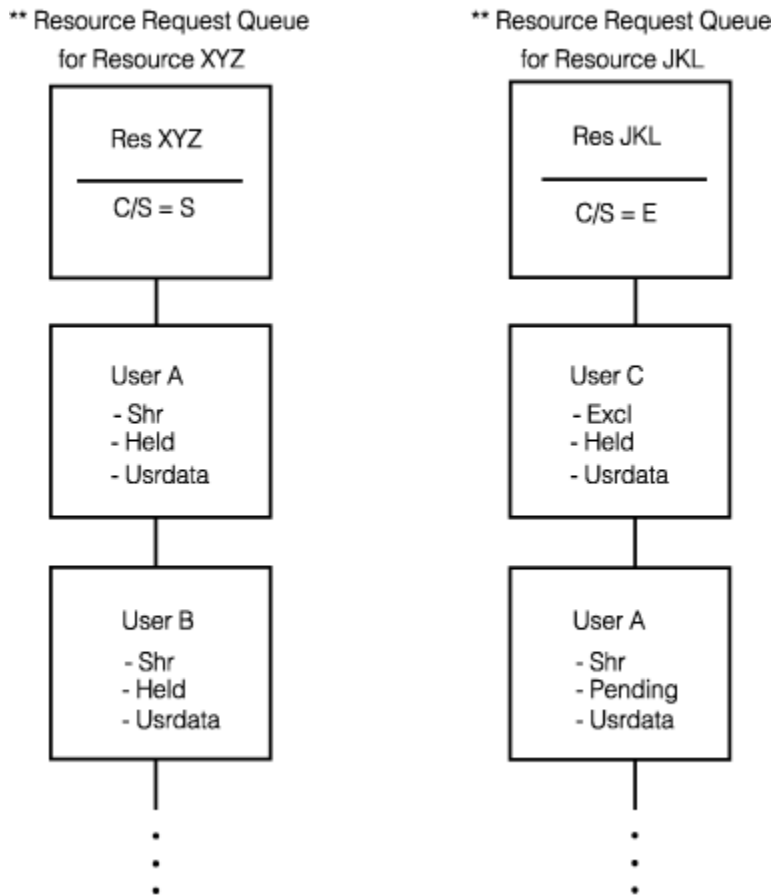 ** Resource Request Queue
for Resource XYZ
Res XYZ
C/S = S
User A
- Shr
- Held
- Usrdata
User B
- Shr
- Held
- Usrdata
** Resource Request Queue
for Resource JKL
Res JKL
C/S = E
User C
- Excl
- Held
- Usrdata
User A
- Shr
- Pending
- Usrdata